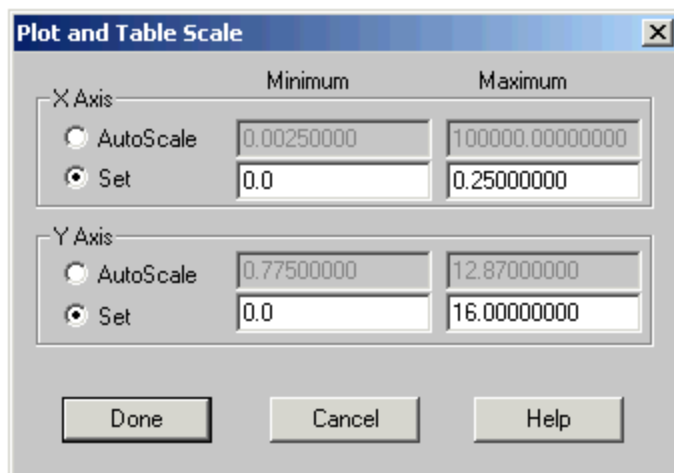 Plot and Table Scale
Minimum Maximum
X Axis
AutoScale 0.00250000 100000.00000000
Set 0.0 0.25000000
Y Axis
AutoScale 0.77500000 12.87000000
Set 0.0 16.00000000
Done Cancel Help